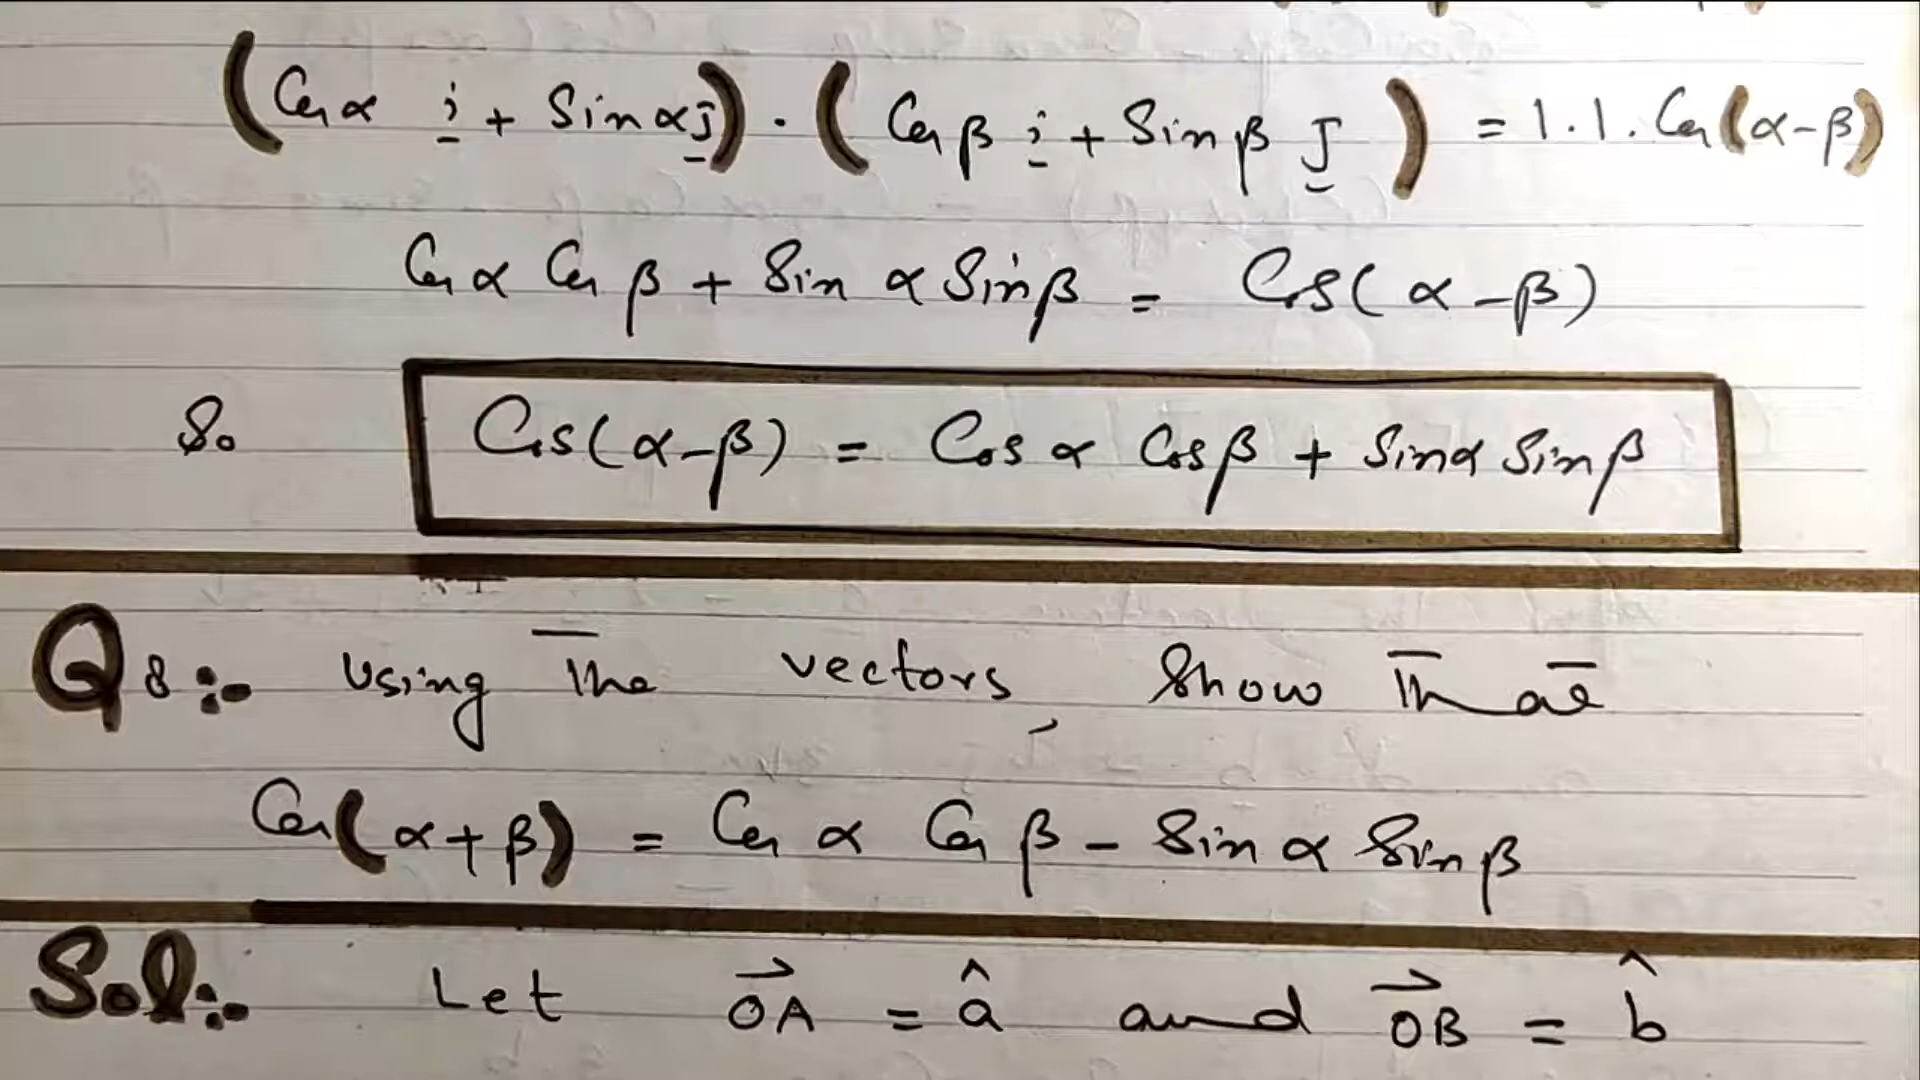 (Cos α i + Sin α j) . (Cos β i + Sin β j) = 1.1. Cos(α-β)
Cos α Cos β + Sin α Sin β = Cos(α-β)
So Cos(α-β) = Cos α Cos β + Sin α Sin β
Q8:- Using The vectors, Show That
Cos(α+β) = Cos α Cos β - Sin α Sin β
Sol:- Let →OA = â and →OB = b̂